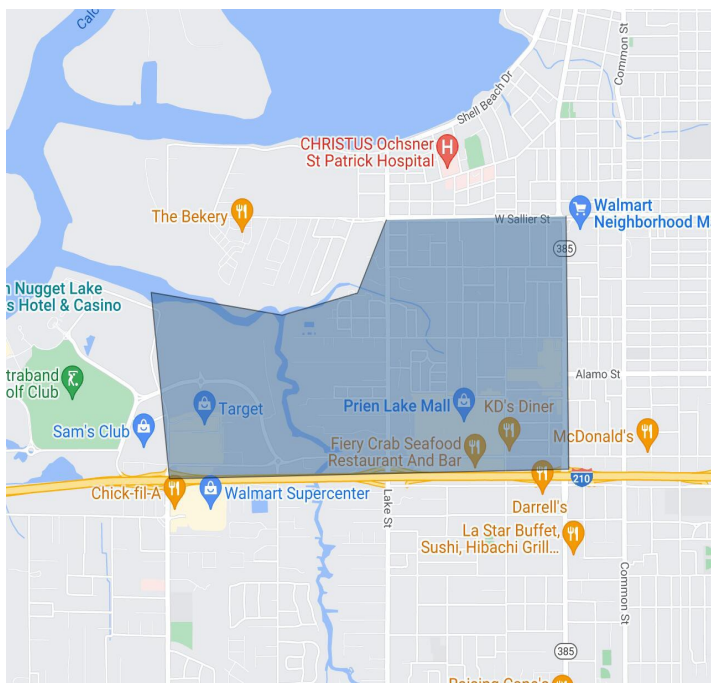 Calc
Common St
Shell Beach Dr
CHRISTUS Ochsner
St Patrick Hospital
H
The Bekery
W Sallier St
Walmart
Neighborhood M
385
n Nugget Lake
s Hotel & Casino
Alamo St
traband
olf Club
Target
Prien Lake Mall
KD's Diner
Sam's Club
Fiery Crab Seafood
Restaurant And Bar
McDonald's
Chick-fil-A
Walmart Supercenter
Lake St
210
Darrell's
La Star Buffet,
Sushi, Hibachi Grill...
Common St
385